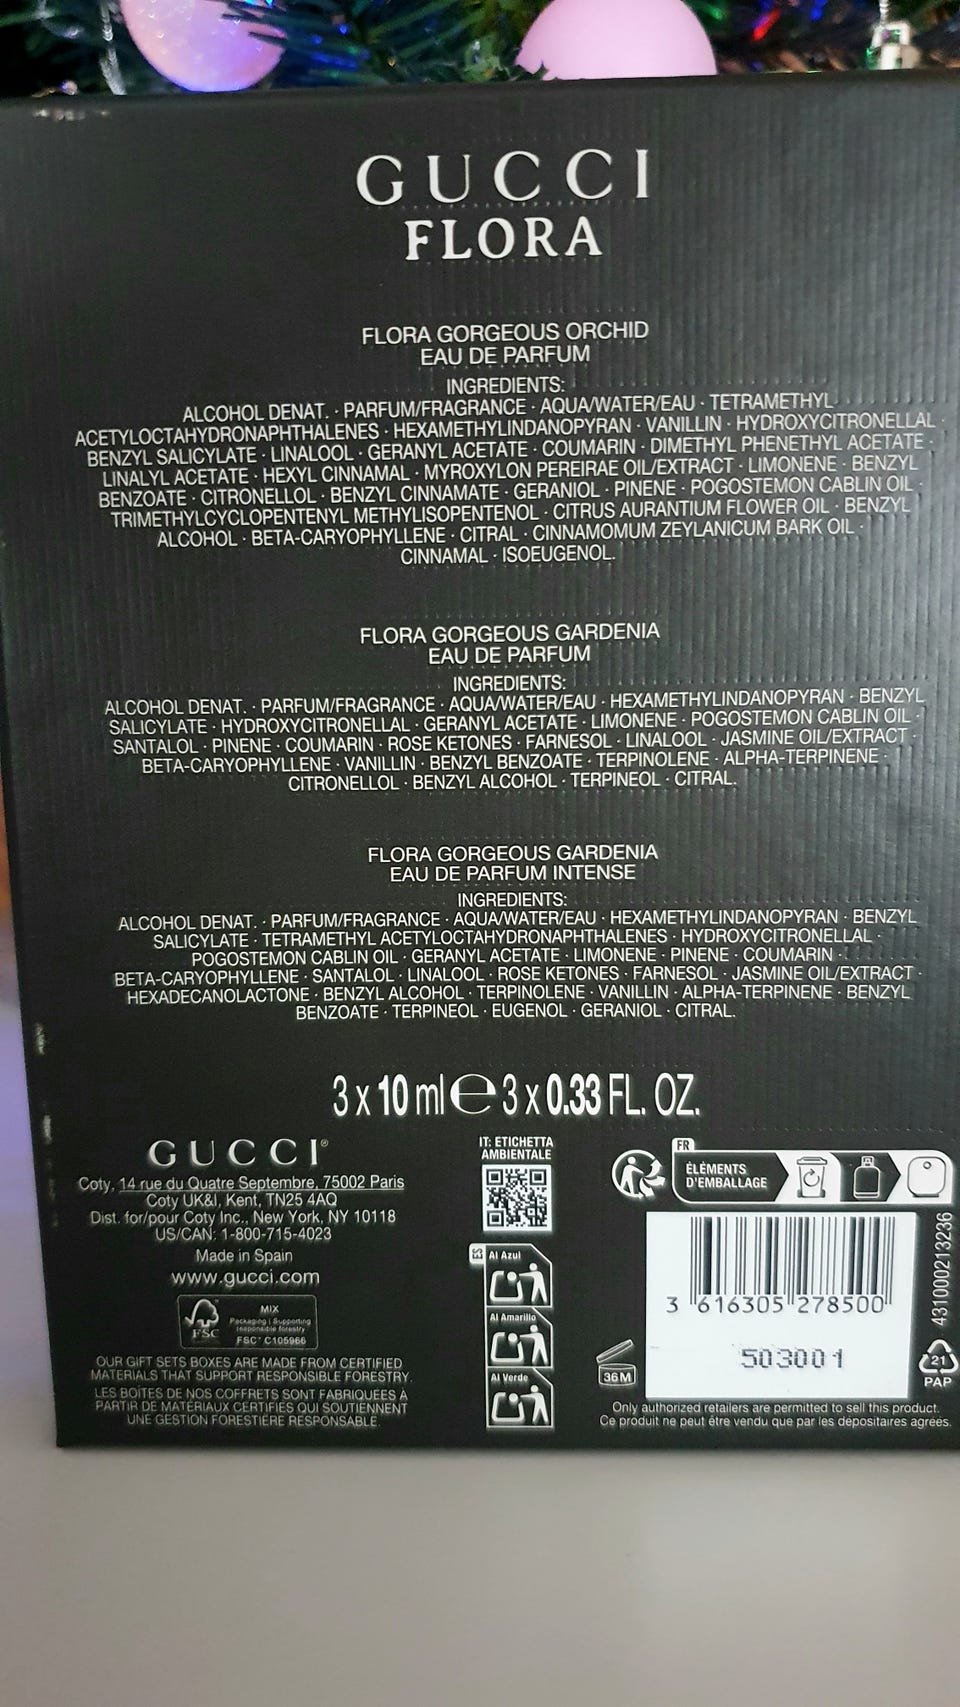 GUCCI
FLORA
FLORA GORGEOUS ORCHID
EAU DE PARFUM
INGREDIENTS:
ALCOHOL DENAT. · PARFUM/FRAGRANCE · AQUA/WATER/EAU · TETRAMETHYL
ACETYLOCTAHYDRONAPHTHALENES · HEXAMETHYLINDANOPYRAN · VANILLIN · HYDROXYCITRONELLAL ·
BENZYL SALICYLATE · LINALOOL · GERANYL ACETATE · COUMARIN · DIMETHYL PHENETHYL ACETATE ·
LINALYL ACETATE · HEXYL CINNAMAL · MYROXYLON PEREIRAE OIL/EXTRACT · LIMONENE · BENZYL
BENZOATE · CITRONELLOL · BENZYL CINNAMATE · GERANIOL · PINENE · POGOSTEMON CABLIN OIL ·
TRIMETHYLCYCLOPENTENYL METHYLISOPENTENOL · CITRUS AURANTIUM FLOWER OIL · BENZYL
ALCOHOL · BETA-CARYOPHYLLENE · CITRAL · CINNAMOMUM ZEYLANICUM BARK OIL ·
CINNAMAL · ISOEUGENOL.
FLORA GORGEOUS GARDENIA
EAU DE PARFUM
INGREDIENTS:
ALCOHOL DENAT. · PARFUM/FRAGRANCE · AQUA/WATER/EAU · HEXAMETHYLINDANOPYRAN · BENZYL
SALICYLATE · HYDROXYCITRONELLAL · GERANYL ACETATE · LIMONENE · POGOSTEMON CABLIN OIL ·
SANTALOL · PINENE · COUMARIN · ROSE KETONES · FARNESOL · LINALOOL · JASMINE OIL/EXTRACT ·
BETA-CARYOPHYLLENE · VANILLIN · BENZYL BENZOATE · TERPINOLENE · ALPHA-TERPINENE ·
CITRONELLOL · BENZYL ALCOHOL · TERPINEOL · CITRAL.
FLORA GORGEOUS GARDENIA
EAU DE PARFUM INTENSE
INGREDIENTS:
ALCOHOL DENAT. · PARFUM/FRAGRANCE · AQUA/WATER/EAU · HEXAMETHYLINDANOPYRAN · BENZYL
SALICYLATE · TETRAMETHYL ACETYLOCTAHYDRONAPHTHALENES · HYDROXYCITRONELLAL ·
POGOSTEMON CABLIN OIL · GERANYL ACETATE · LIMONENE · PINENE · COUMARIN ·
BETA-CARYOPHYLLENE · SANTALOL · LINALOOL · ROSE KETONES · FARNESOL · JASMINE OIL/EXTRACT ·
HEXADECANOLACTONE · BENZYL ALCOHOL · TERPINOLENE · VANILLIN · ALPHA-TERPINENE · BENZYL
BENZOATE · TERPINEOL · EUGENOL · GERANIOL · CITRAL.
3 x 10 ml ℮ 3 x 0.33 FL. OZ.
GUCCI®
Coty, 14 rue du Quatre Septembre, 75002 Paris
Coty UK&I, Kent, TN25 4AQ
Dist. for/pour Coty Inc., New York, NY 10118
US/CAN: 1-800-715-4023
Made in Spain
www.gucci.com
FSC
MIX
Packaging | Supporting
responsible forestry
FSC® C105966
OUR GIFT SETS BOXES ARE MADE FROM CERTIFIED
MATERIALS THAT SUPPORT RESPONSIBLE FORESTRY.
LES BOÎTES DE NOS COFFRETS SONT FABRIQUÉES À
PARTIR DE MATÉRIAUX CERTIFIÉS QUI SOUTIENNENT
UNE GESTION FORESTIÈRE RESPONSABLE.
IT: ETICHETTA
AMBIENTALE
ES
Al Azul
Al Amarillo
Al Verde
FR
ÉLÉMENTS
D'EMBALLAGE
3 616305 278500
503001
431000213236
36 M
21
PAP
Only authorized retailers are permitted to sell this product.
Ce produit ne peut être vendu que par les dépositaires agréés.